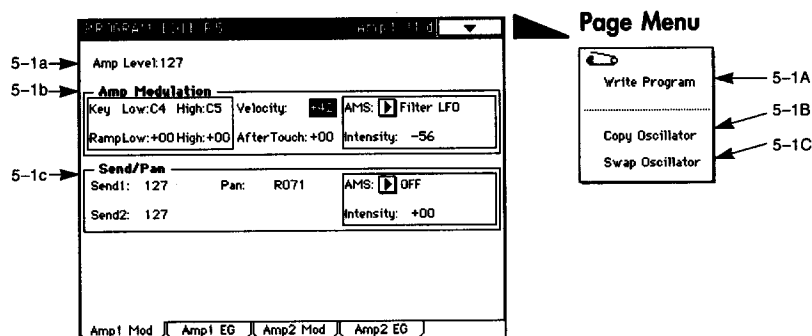 Page Menu
5-1a
Amp Level:127
5-1b
Amp Modulation
Key Low:C4 High:C5 Velocity: +42 AMS: Filter LFO
RampLow:+00 High:+00 AfterTouch:+00 Intensity: -56
5-1c
Send/Pan
Send1: 127 Pan: R071 AMS: OFF
Send2: 127 Intensity: +00
Amp1 Mod Amp1 EG Amp2 Mod Amp2 EG
Write Program
5-1A
Copy Oscillator
5-1B
Swap Oscillator
5-1C